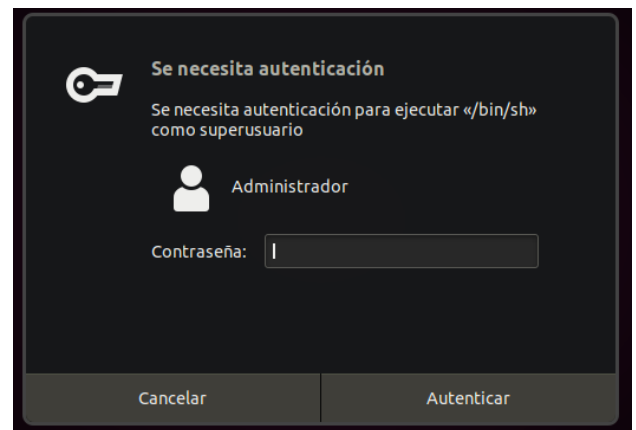 Se necesita autenticación
Se necesita autenticación para ejecutar «/bin/sh»
como superusuario
Administrador
Contraseña:
Cancelar
Autenticar